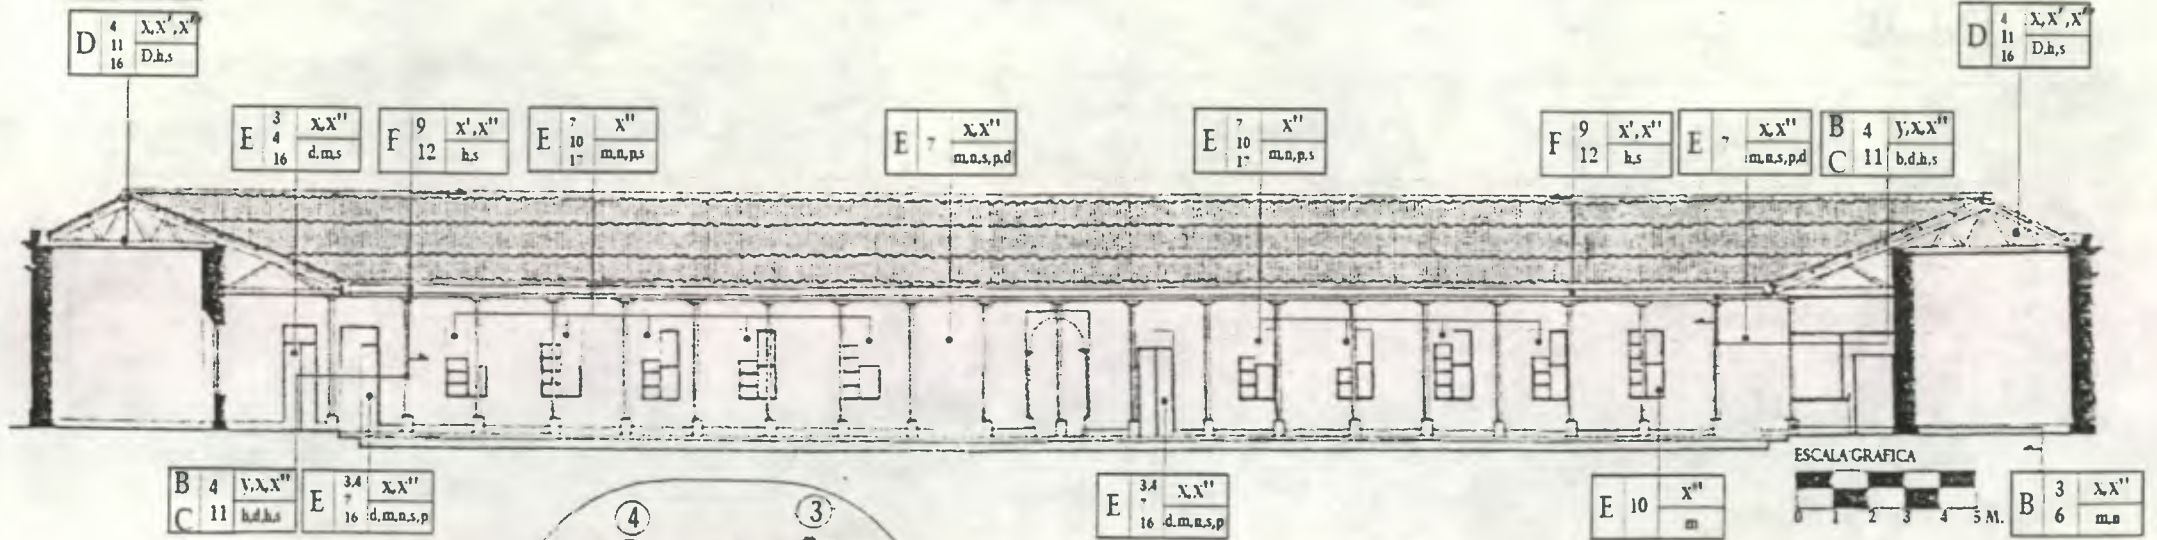 D 4 11 16 x,x',x'' D,h,s
D 4 11 16 x,x',x'' D,h,s
E 3 4 16 x,x'' d,m,s
F 9 12 x',x'' h,s
E 7 10 17 x'' m,n,p,s
E 7 x,x'' m,n,s,p,d
E 7 10 17 x'' m,n,p,s
F 9 12 x',x'' h,s
E 7 x,x'' m,n,s,p,d
B C 4 11 y,x,x'' b,d,h,s
B C 4 11 y,x,x'' b,d,h,s
E 3,4 7 16 x,x'' d,m,n,s,p
4
3
E 3,4 7 16 x,x'' d,m,n,s,p
E 10 x'' m
ESCALA GRAFICA
0 1 2 3 4 5 M.
B 3 6 x,x'' m,n